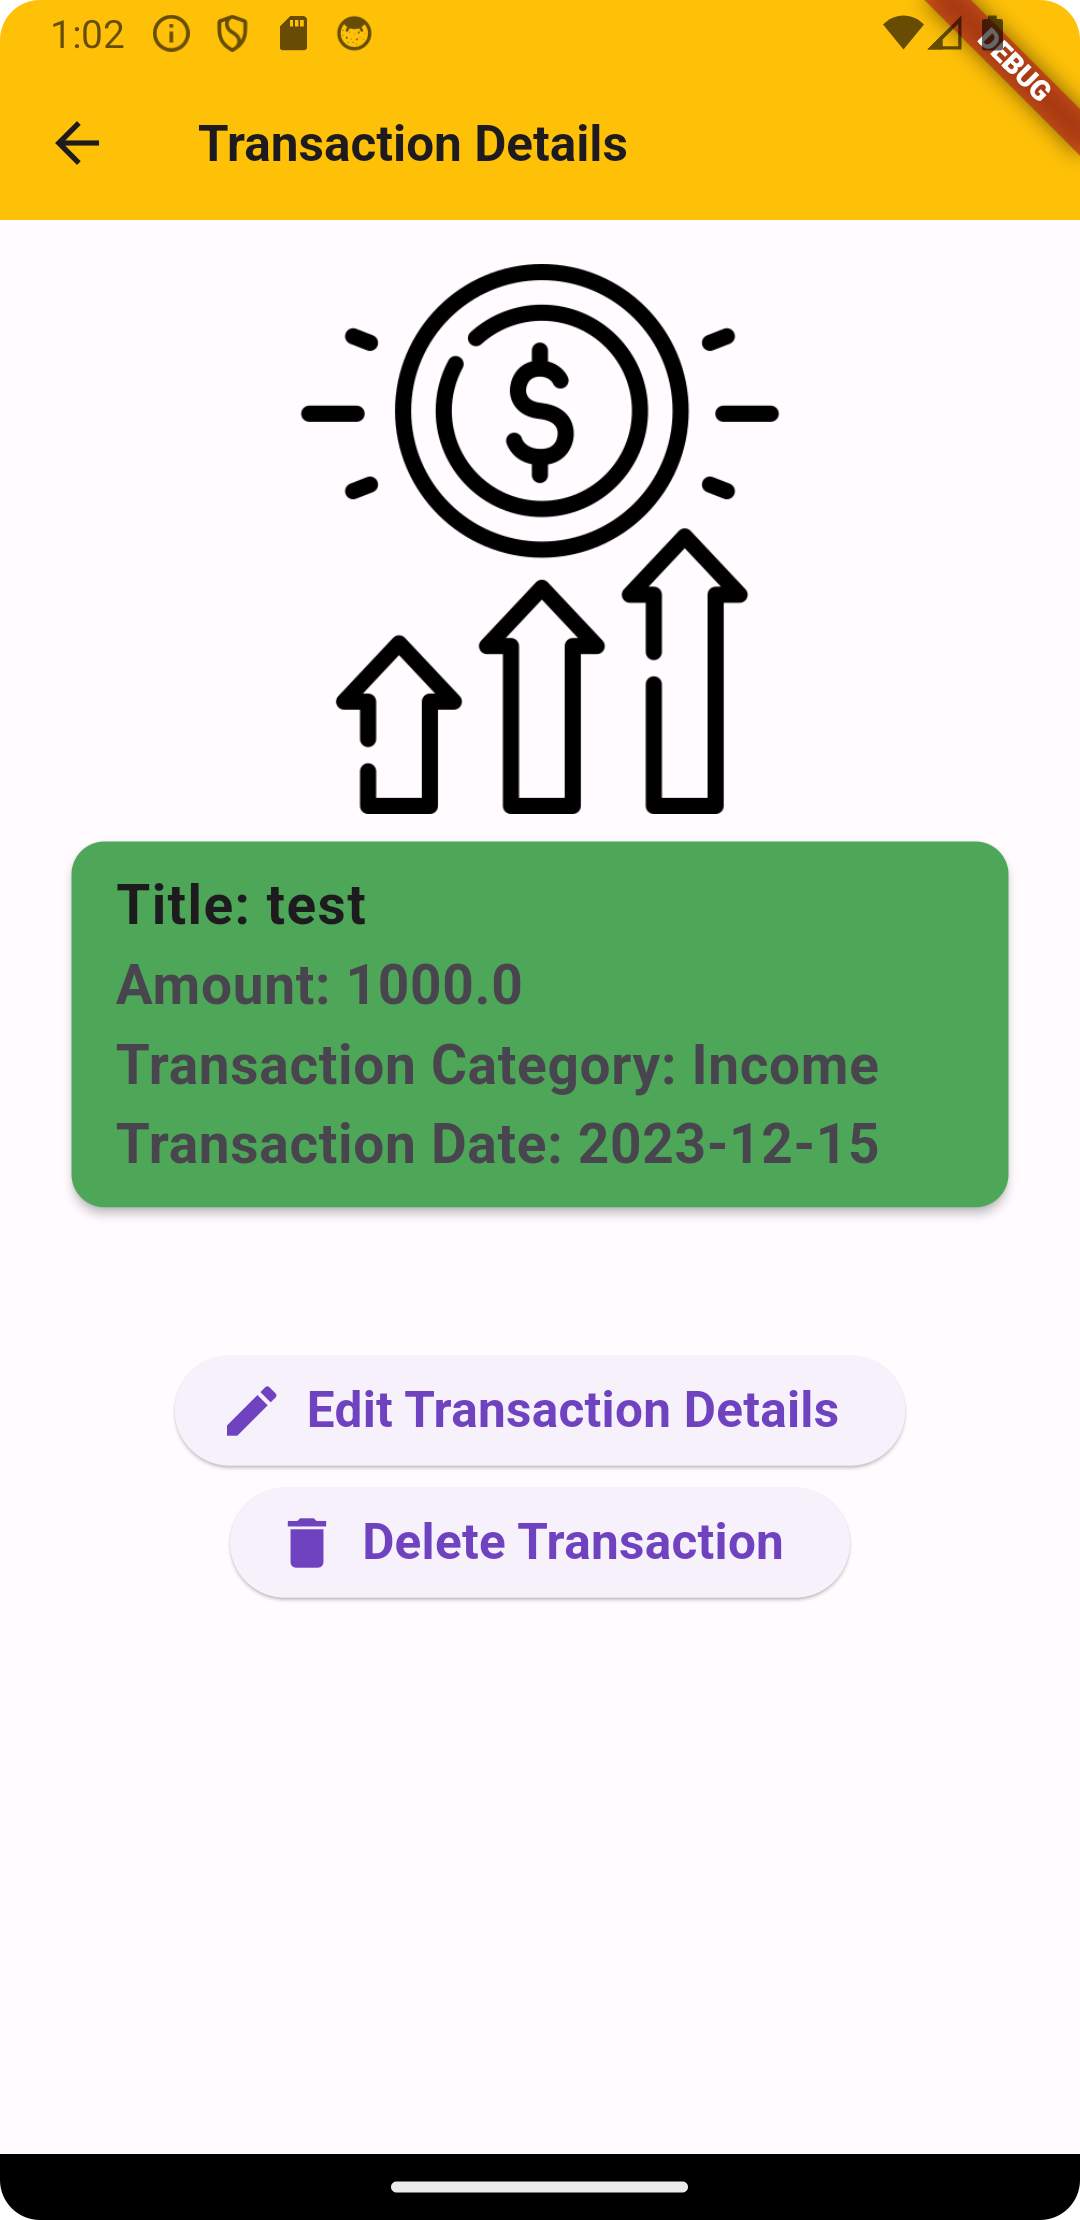 1:02
DEBUG
Transaction Details
$
Title: test
Amount: 1000.0
Transaction Category: Income
Transaction Date: 2023-12-15
Edit Transaction Details
Delete Transaction